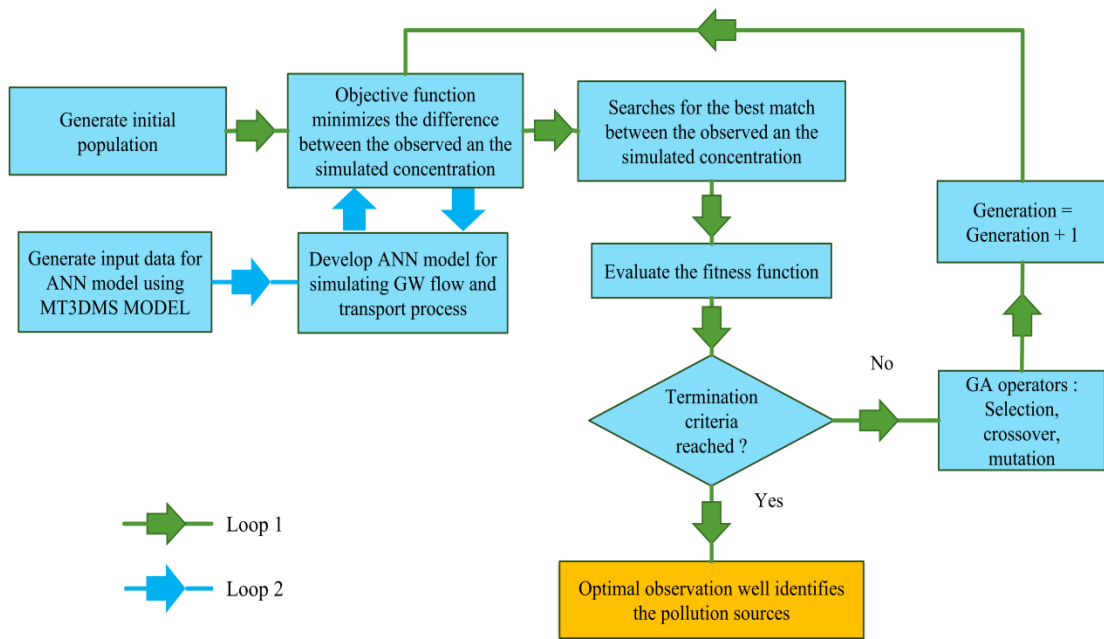 Generate initial
population
Objective function
minimizes the difference
between the observed an the
simulated concentration
Searches for the best match
between the observed an the
simulated concentration
Generation =
Generation + 1
Generate input data for
ANN model using
MT3DMS MODEL
Develop ANN model for
simulating GW flow and
transport process
Evaluate the fitness function
Termination
criteria
reached ?
No
GA operators :
Selection,
crossover,
mutation
Yes
Loop 1
Loop 2
Optimal observation well identifies
the pollution sources